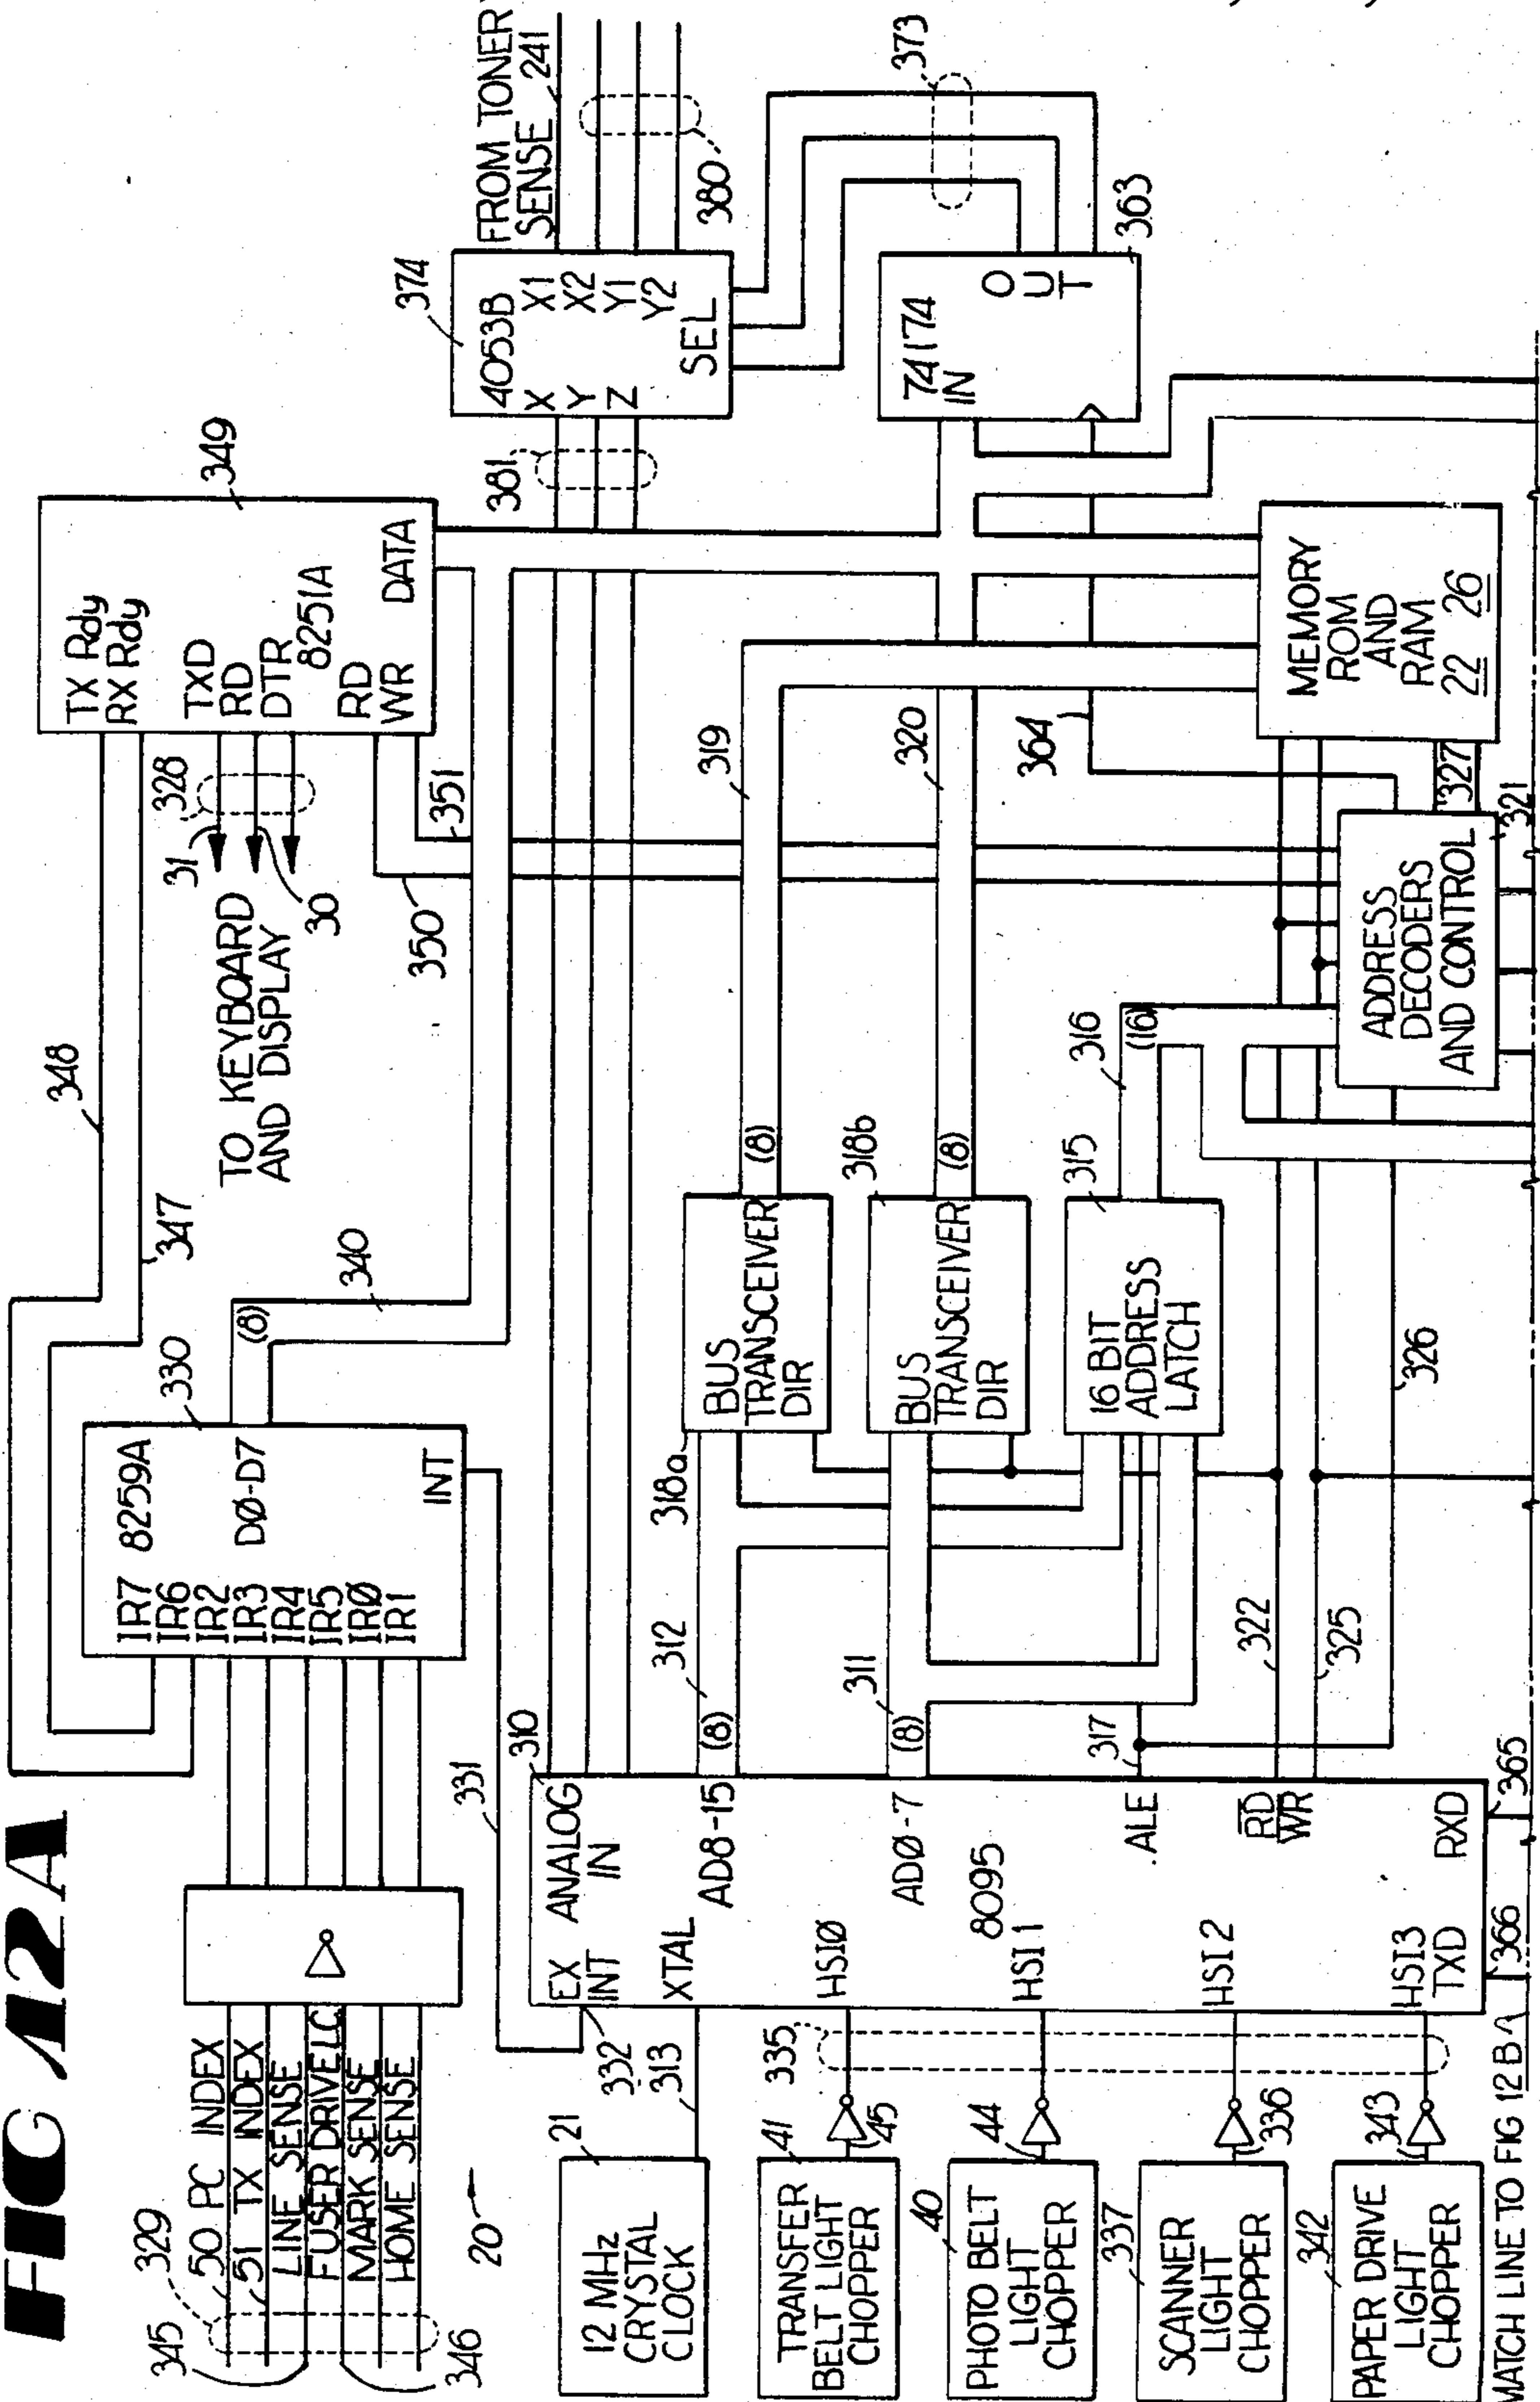 FIG 12A
345
329
50 PC INDEX
51 TX INDEX
LINE SENSE
FUSER DRIVE LC
MARK SENSE
HOME SENSE
346
20
IR7
IR6
IR2
IR3
IR4
IR5
IRØ
IR1
8259A
DØ-D7
INT
330
(8)
340
331
347
348
TX Rdy
RX Rdy
TXD
RD
DTR
8251A
RD
WR
DATA
349
328
31
30
TO KEYBOARD
AND DISPLAY
350
351
FROM TONER
SENSE 241
374
4053B
X
Y
Z
X1
X2
Y1
Y2
SEL
380
381
373
74174
IN
OUT
363
364
12 MHz
CRYSTAL
CLOCK
21
313
332
310
EX
INT
ANALOG
IN
XTAL
AD8-15
ADØ-7
8095
HSIØ
HSI1
HSI2
HSI3
TXD
RXD
ALE
RD
WR
335
TRANSFER
BELT LIGHT
CHOPPER
41
45
PHOTO BELT
LIGHT
CHOPPER
40
44
SCANNER
LIGHT
CHOPPER
337
336
PAPER DRIVE
LIGHT
CHOPPER
342
343
366
365
312
(8)
311
(8)
317
322
325
326
318a
BUS
TRANSCEIVER
DIR
(8)
319
318b
BUS
TRANSCEIVER
DIR
(8)
320
315
16 BIT
ADDRESS
LATCH
316
(16)
ADDRESS
DECODERS
AND CONTROL
321
327
MEMORY
ROM
AND
RAM
22 26
MATCH LINE TO FIG 12B